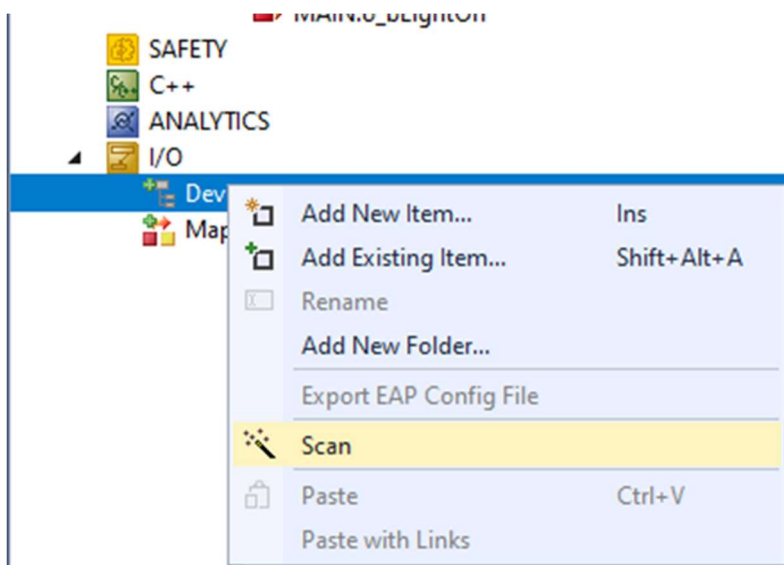 SAFETY
C++
ANALYTICS
I/O
Dev
Map
Add New Item... Ins
Add Existing Item... Shift+Alt+A
Rename
Add New Folder...
Export EAP Config File
Scan
Paste Ctrl+V
Paste with Links